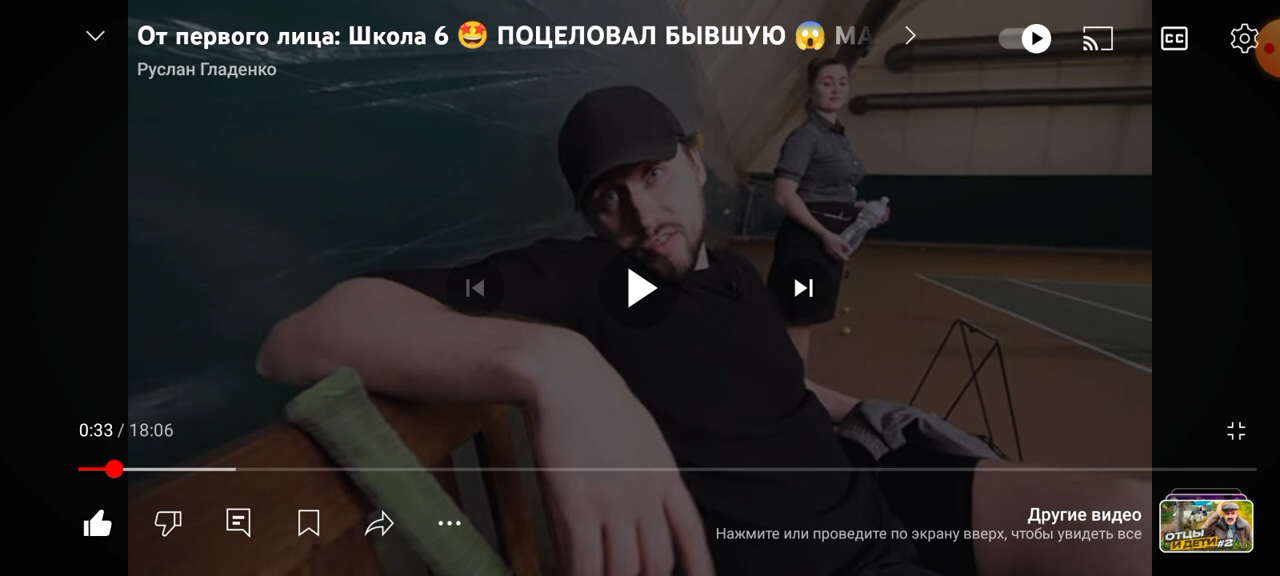 От первого лица: Школа 6 🤩 ПОЦЕЛОВАЛ БЫВШУЮ 😱 МА
Руслан Гладенко
CC
0:33 / 18:06
Другие видео
Нажмите или проведите по экрану вверх, чтобы увидеть все
ОТЦЫ
И ДЕТИ #2